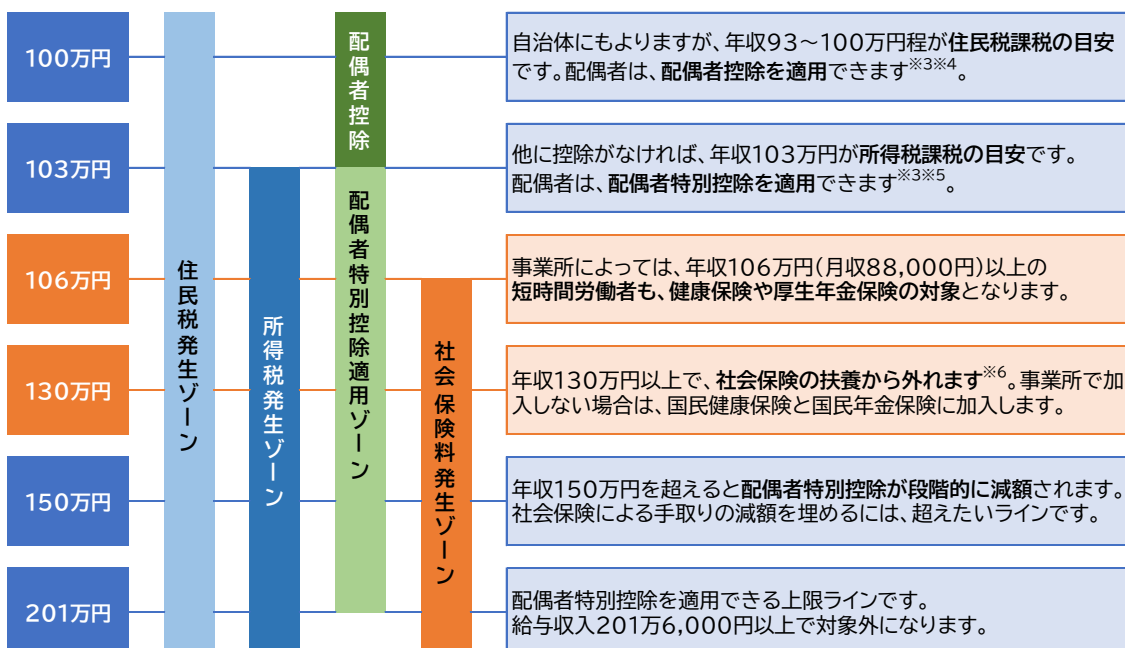 100万円
自治体にもよりますが、年収93～100万円程が住民税課税の目安
です。配偶者は、配偶者控除を適用できます※3※4。
103万円
他に控除がなければ、年収103万円が所得税課税の目安です。
配偶者は、配偶者特別控除を適用できます※3※5。
106万円
事業所によっては、年収106万円(月収88,000円)以上の
短時間労働者も、健康保険や厚生年金保険の対象となります。
130万円
年収130万円以上で、社会保険の扶養から外れます※6。事業所で加
入しない場合は、国民健康保険と国民年金保険に加入します。
150万円
年収150万円を超えると配偶者特別控除が段階的に減額されます。
社会保険による手取りの減額を埋めるには、超えたいラインです。
201万円
配偶者特別控除を適用できる上限ラインです。
給与収入201万6,000円以上で対象外になります。
住民税発生ゾーン
所得税発生ゾーン
配偶者控除
配偶者特別控除適用ゾーン
社会保険料発生ゾーン